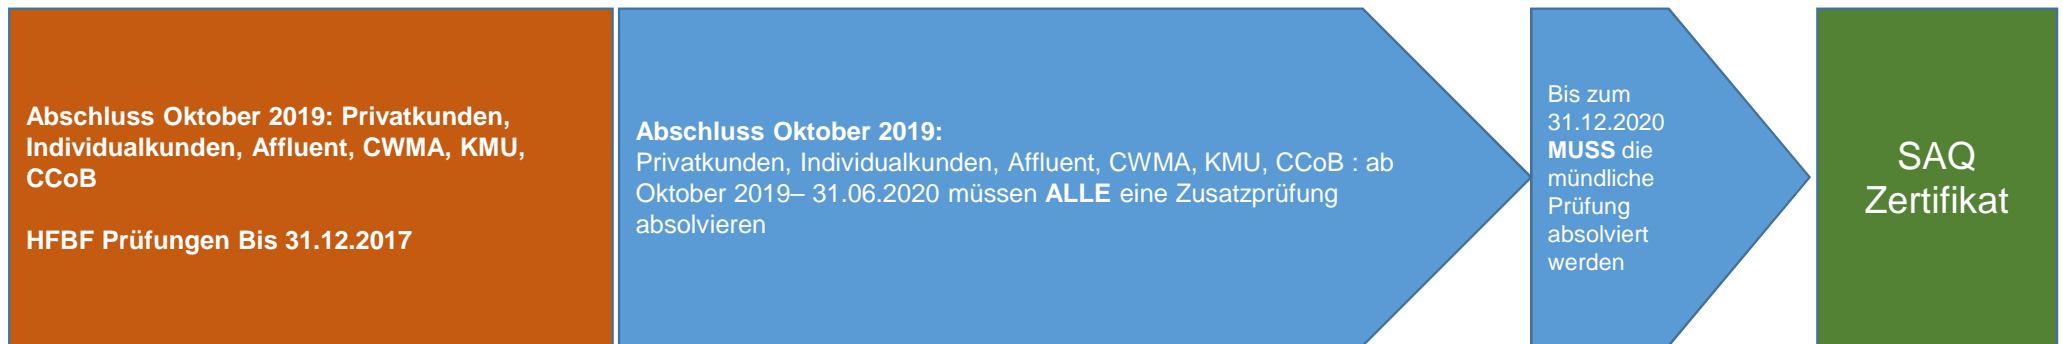 Abschluss Oktober 2019: Privatkunden,
Individualkunden, Affluent, CWMA, KMU,
CCoB
HFBF Prüfungen Bis 31.12.2017
Abschluss Oktober 2019:
Privatkunden, Individualkunden, Affluent, CWMA, KMU, CCoB : ab
Oktober 2019– 31.06.2020 müssen ALLE eine Zusatzprüfung
absolvieren
Bis zum
31.12.2020
MUSS die
mündliche
Prüfung
absolviert
werden
SAQ
Zertifikat